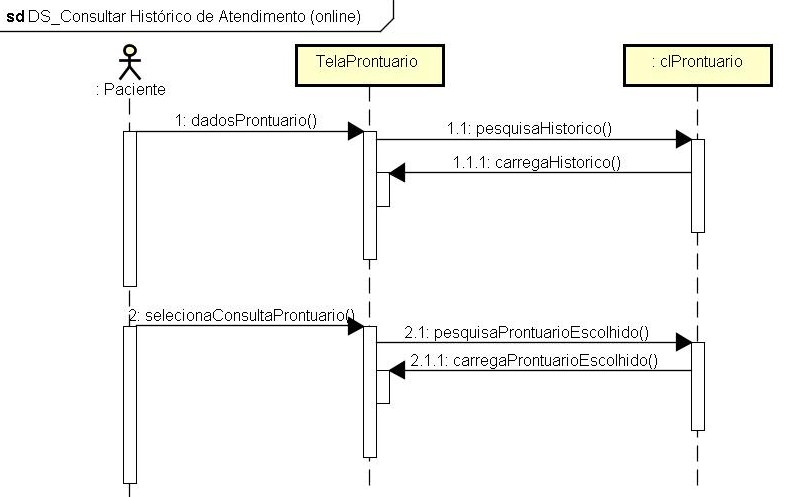 sd DS_Consultar Histórico de Atendimento (online)
: Paciente
TelaProntuario
: clProntuario
1: dadosProntuario()
1.1: pesquisaHistorico()
1.1.1: carregaHistorico()
2: selecionaConsultaProntuario()
2.1: pesquisaProntuarioEscolhido()
2.1.1: carregaProntuarioEscolhido()